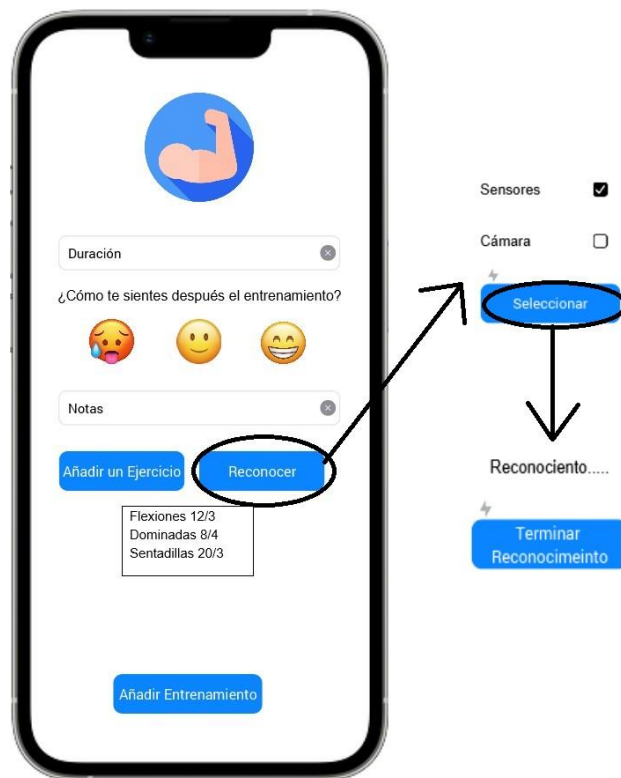 Duración
¿Cómo te sientes después el entrenamiento?
Notas
Añadir un Ejercicio
Reconocer
Flexiones 12/3
Dominadas 8/4
Sentadillas 20/3
Añadir Entrenamiento
Sensores
Cámara
Seleccionar
Reconociento.....
Terminar
Reconocimeinto